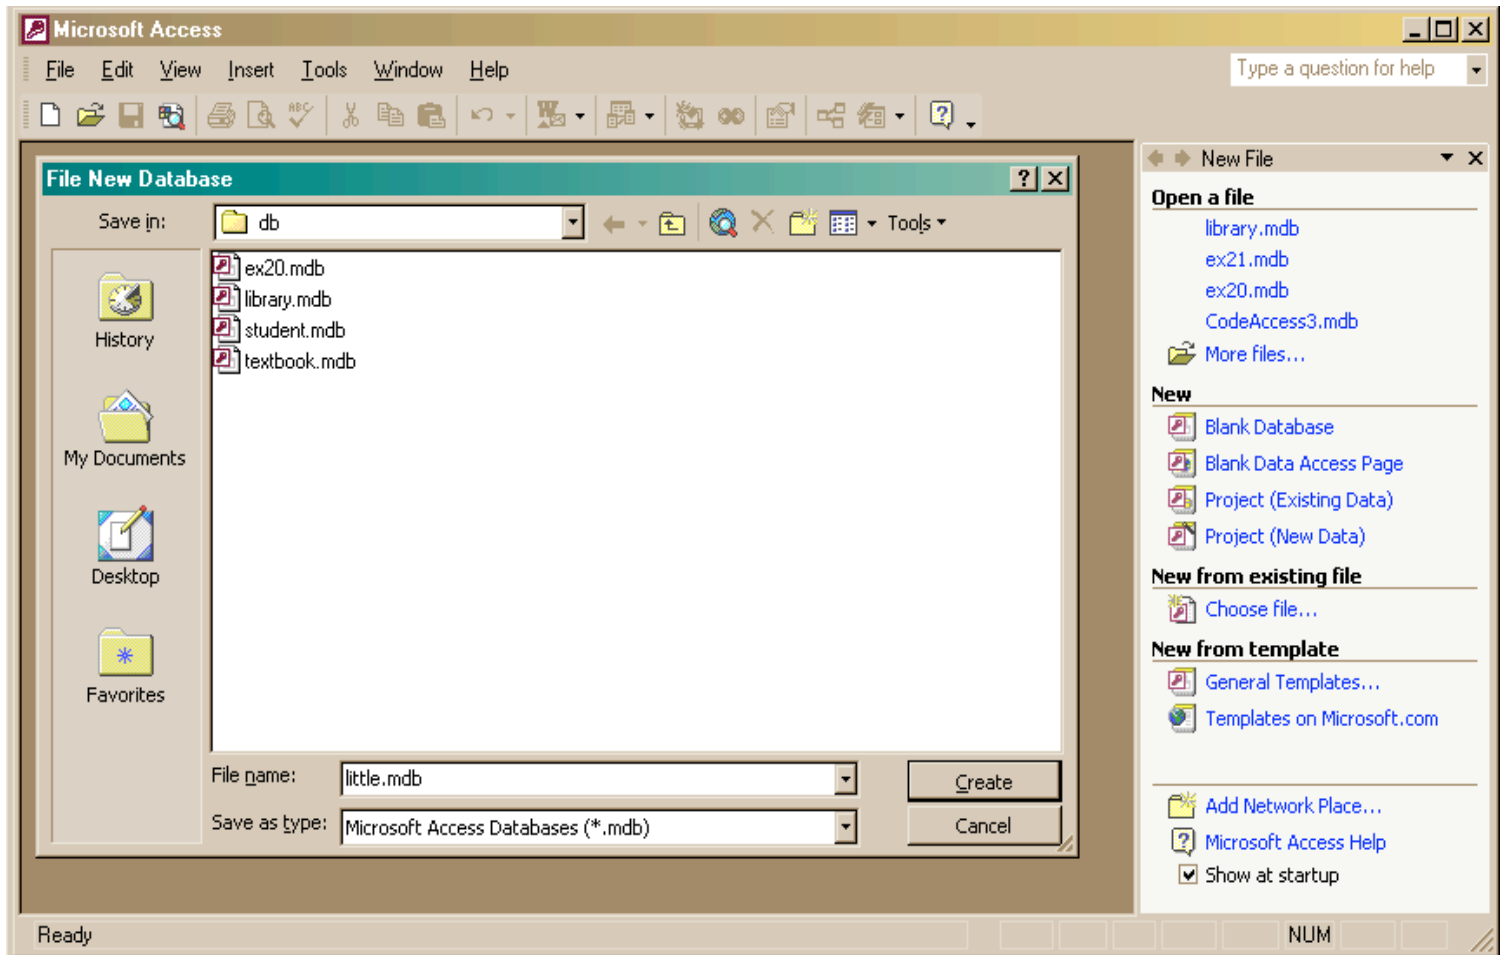 Microsoft Access
File Edit View Insert Tools Window Help
Type a question for help
File New Database
Save in:
db
Tools
History
My Documents
Desktop
Favorites
ex20.mdb
library.mdb
student.mdb
textbook.mdb
File name:
little.mdb
Create
Save as type:
Microsoft Access Databases (*.mdb)
Cancel
New File
Open a file
library.mdb
ex21.mdb
ex20.mdb
CodeAccess3.mdb
More files...
New
Blank Database
Blank Data Access Page
Project (Existing Data)
Project (New Data)
New from existing file
Choose file...
New from template
General Templates...
Templates on Microsoft.com
Add Network Place...
Microsoft Access Help
Show at startup
Ready
NUM